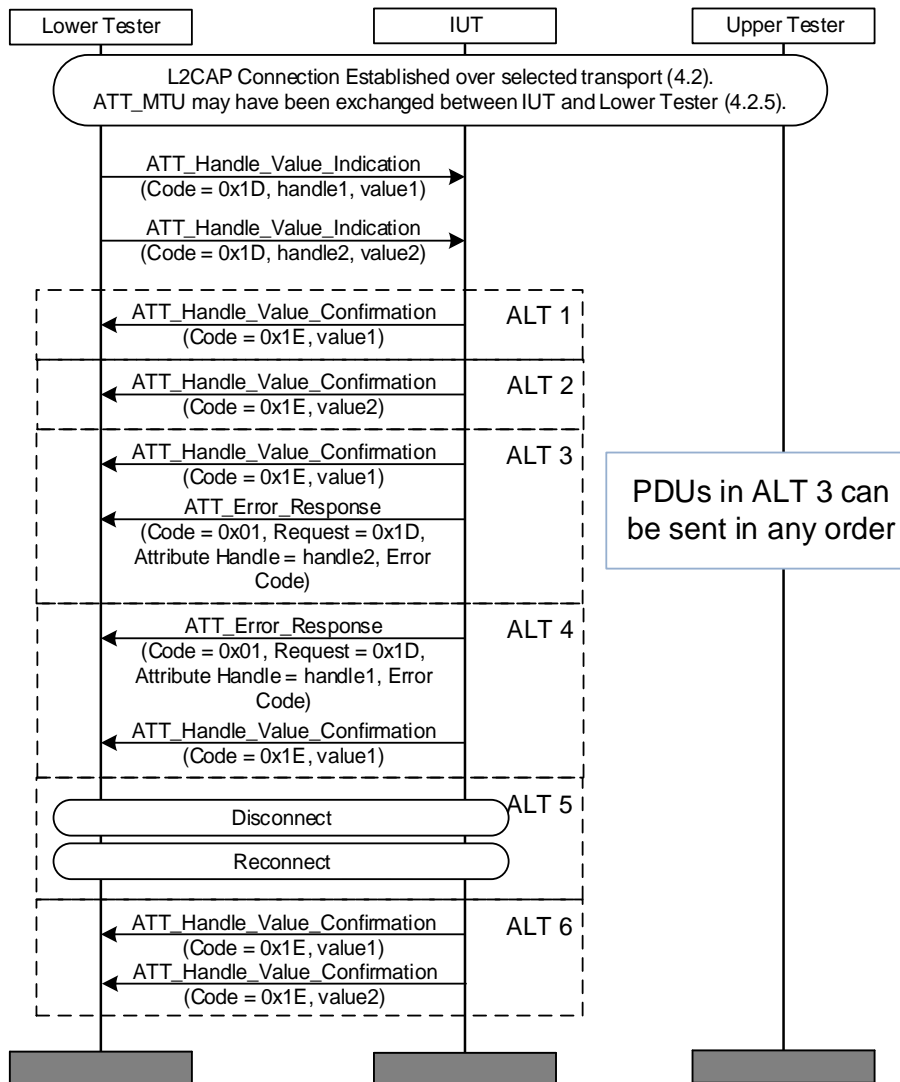 Lower Tester
IUT
Upper Tester
L2CAP Connection Established over selected transport (4.2).
ATT_MTU may have been exchanged between IUT and Lower Tester (4.2.5).
ATT_Handle_Value_Indication
(Code = 0x1D, handle1, value1)
ATT_Handle_Value_Indication
(Code = 0x1D, handle2, value2)
ALT 1
ATT_Handle_Value_Confirmation
(Code = 0x1E, value1)
ALT 2
ATT_Handle_Value_Confirmation
(Code = 0x1E, value2)
ALT 3
ATT_Handle_Value_Confirmation
(Code = 0x1E, value1)
ATT_Error_Response
(Code = 0x01, Request = 0x1D,
Attribute Handle = handle2, Error
Code)
PDUs in ALT 3 can
be sent in any order
ALT 4
ATT_Error_Response
(Code = 0x01, Request = 0x1D,
Attribute Handle = handle1, Error
Code)
ATT_Handle_Value_Confirmation
(Code = 0x1E, value1)
ALT 5
Disconnect
Reconnect
ALT 6
ATT_Handle_Value_Confirmation
(Code = 0x1E, value1)
ATT_Handle_Value_Confirmation
(Code = 0x1E, value2)